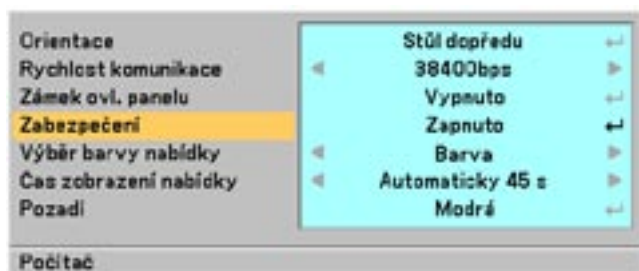 Orientace Stůl dopředu
Rychlost komunikace 38400bps
Zámek ovl. panelu Vypnuto
Zabezpečení Zapnuto
Výběr barvy nabídky Barva
Čas zobrazení nabídky Automaticky 45 s
Pozadí Modrá
Počítač